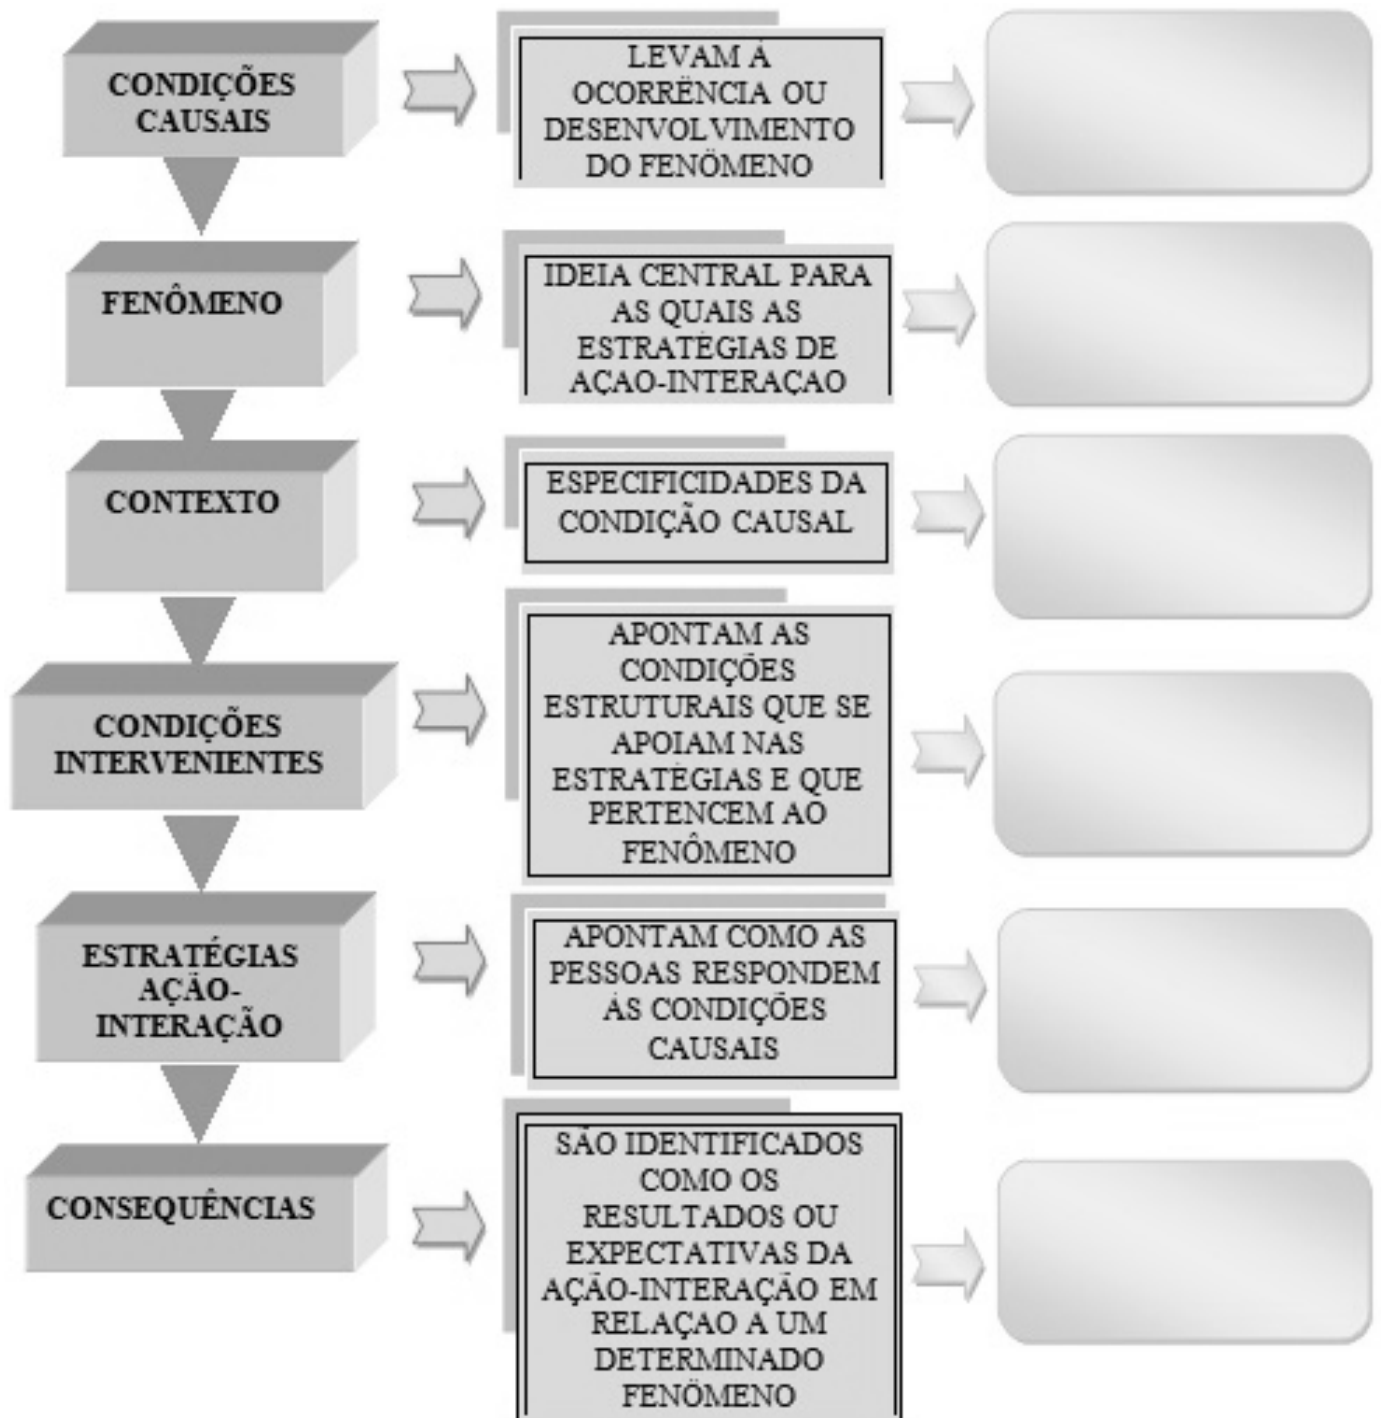 CONDIÇÕES
CAUSAIS
LEVAM À
OCORRÊNCIA OU
DESENVOLVIMENTO
DO FENÔMENO
FENÔMENO
IDEIA CENTRAL PARA
AS QUAIS AS
ESTRATÉGIAS DE
AÇÃO-INTERAÇÃO
CONTEXTO
ESPECIFICIDADES DA
CONDIÇÃO CAUSAL
CONDIÇÕES
INTERVENIENTES
APONTAM AS
CONDIÇÕES
ESTRUTURAIS QUE SE
APOIAM NAS
ESTRATÉGIAS E QUE
PERTENCEM AO
FENÔMENO
ESTRATÉGIAS
AÇÃO-
INTERAÇÃO
APONTAM COMO AS
PESSOAS RESPONDEM
ÀS CONDIÇÕES
CAUSAIS
CONSEQUÊNCIAS
SÃO IDENTIFICADOS
COMO OS
RESULTADOS OU
EXPECTATIVAS DA
AÇÃO-INTERAÇÃO EM
RELAÇÃO A UM
DETERMINADO
FENÔMENO